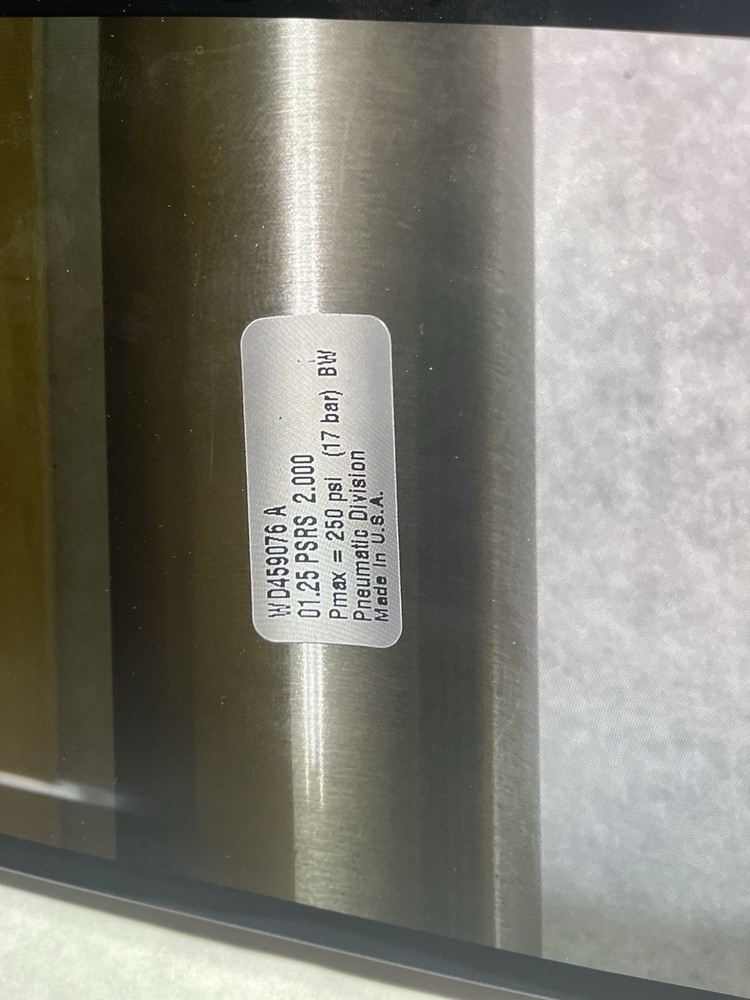 W D459076 A
01.25 PSRS 2.000
Pmax = 250 psi (17 bar) BW
Pneumatic Division
Made In U.S.A.